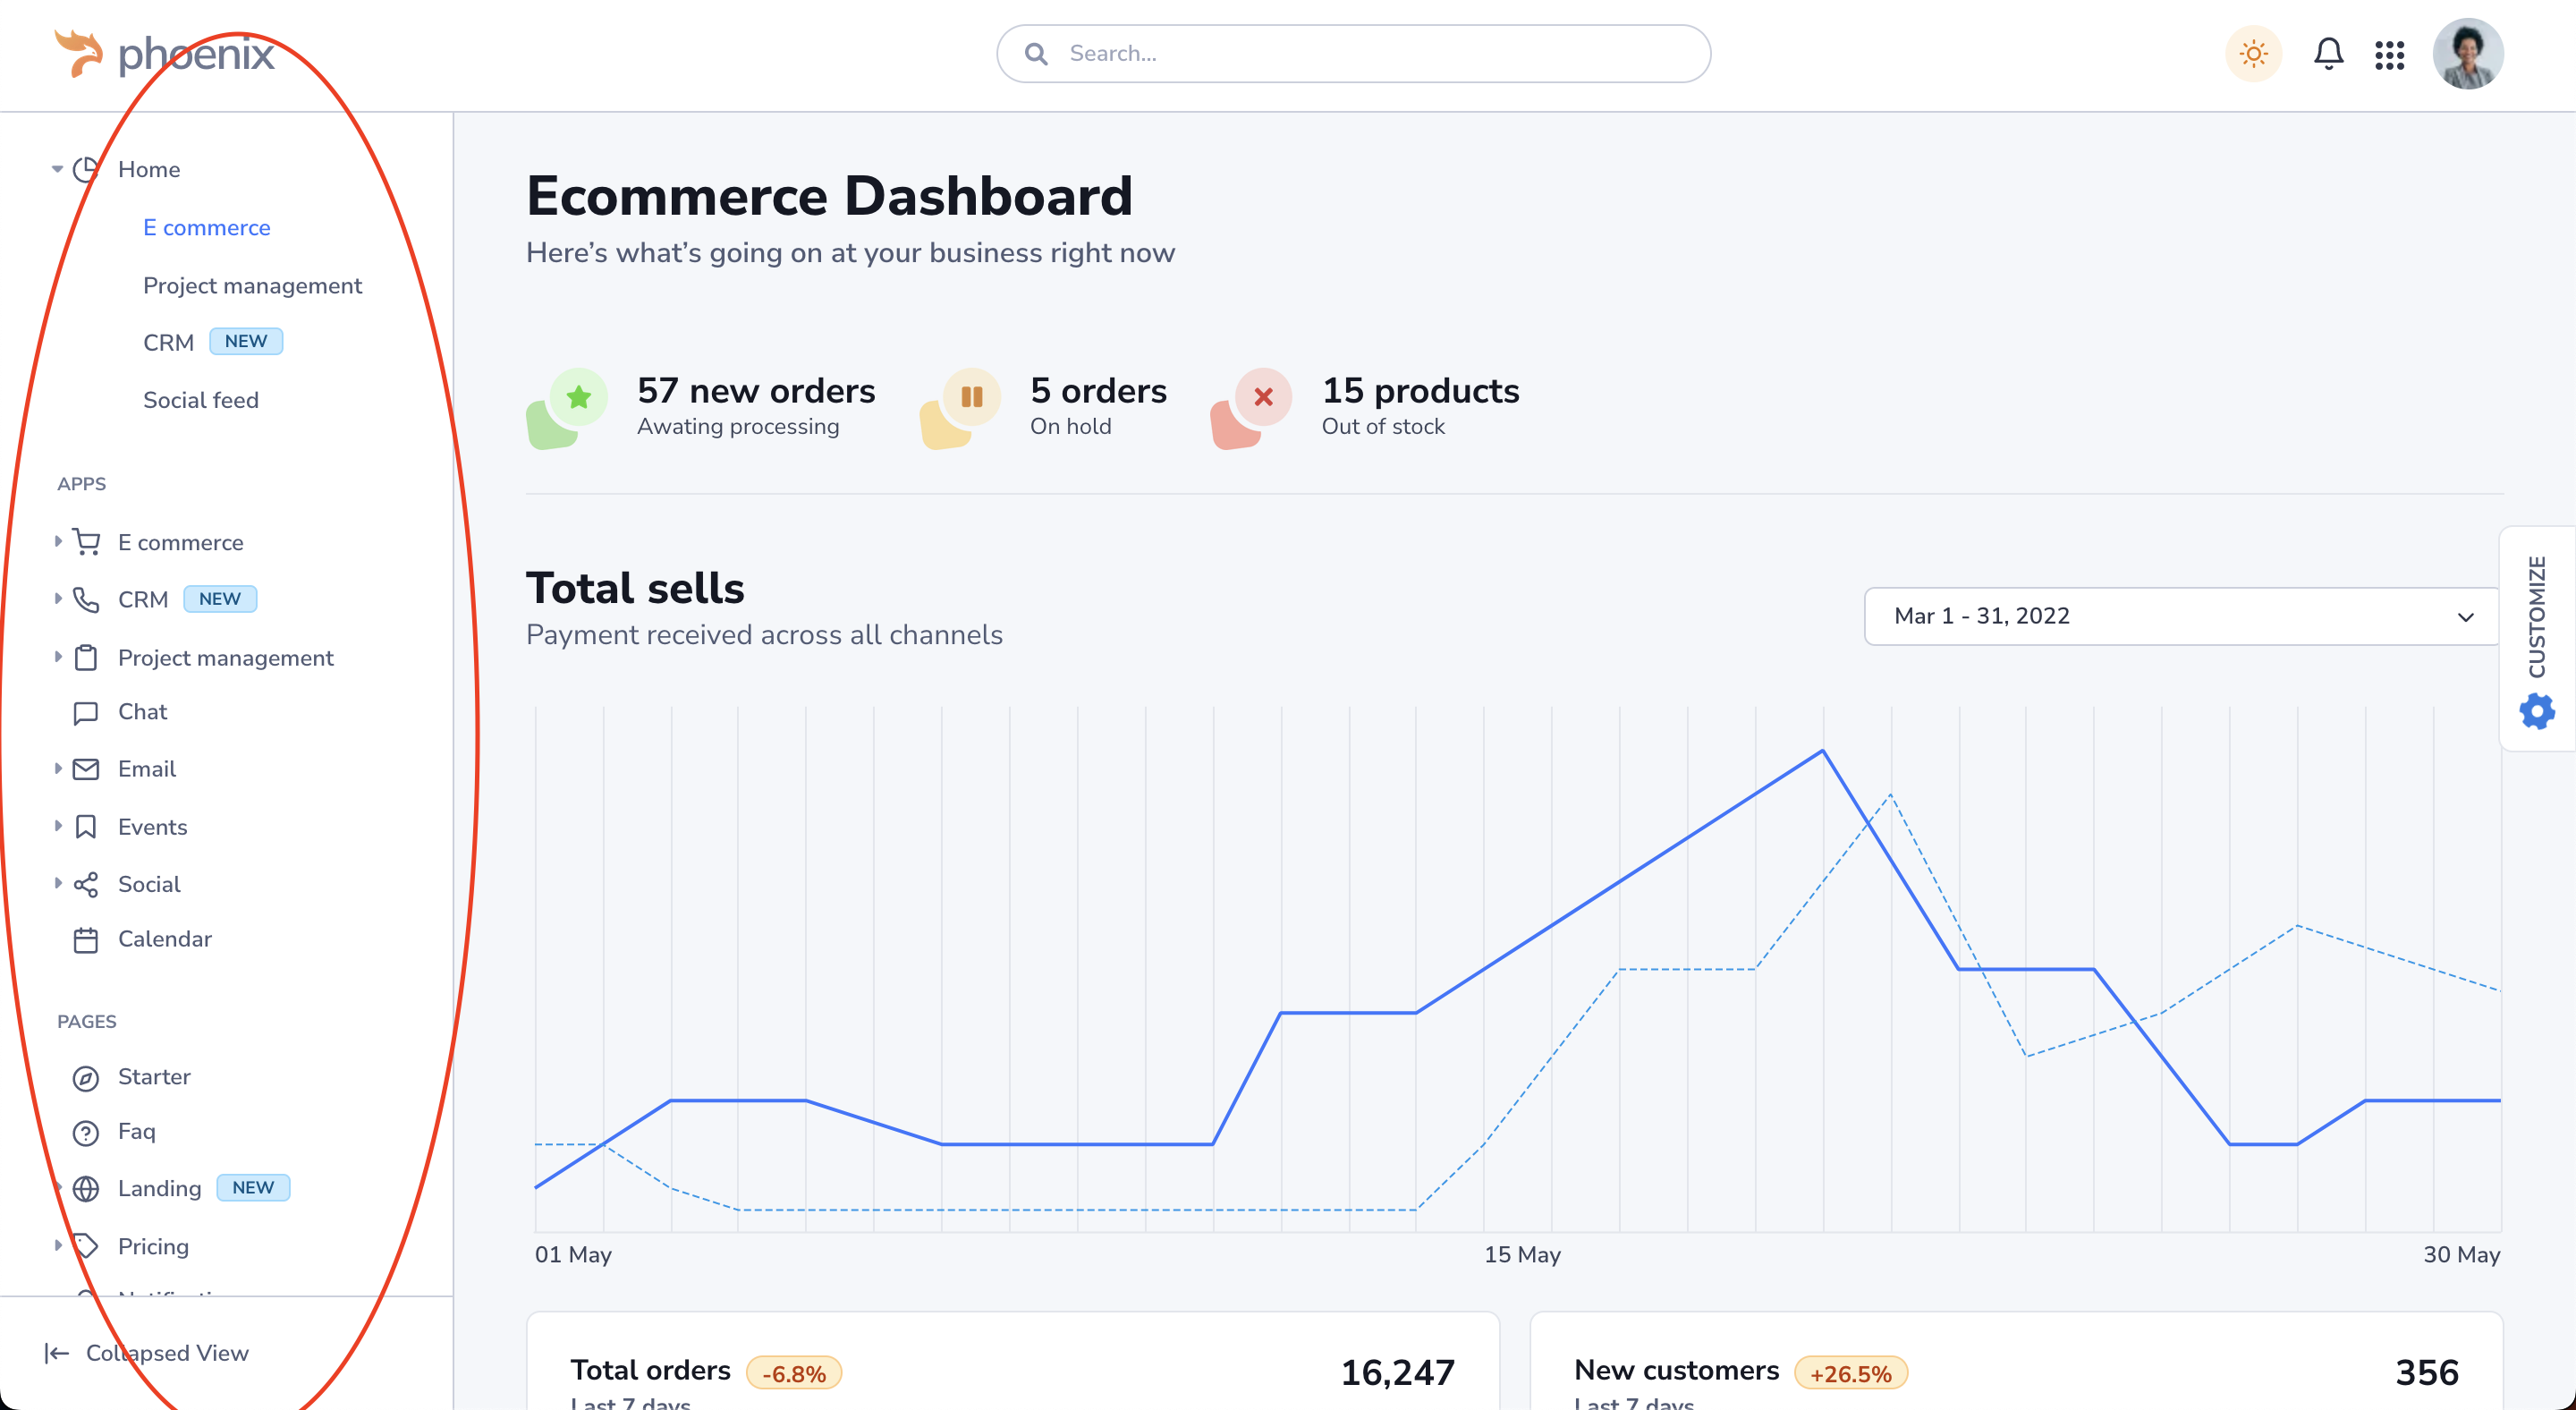 phoenix
Search...
Home
E commerce
Project management
CRM NEW
Social feed
APPS
E commerce
CRM NEW
Project management
Chat
Email
Events
Social
Calendar
PAGES
Starter
Faq
Landing NEW
Pricing
Collapsed View
Ecommerce Dashboard
Here’s what’s going on at your business right now
57 new orders
Awating processing
5 orders
On hold
15 products
Out of stock
Total sells
Payment received across all channels
Mar 1 - 31, 2022
CUSTOMIZE
01 May
15 May
30 May
Total orders -6.8%
16,247
Last 7 days
New customers +26.5%
356
Last 7 days